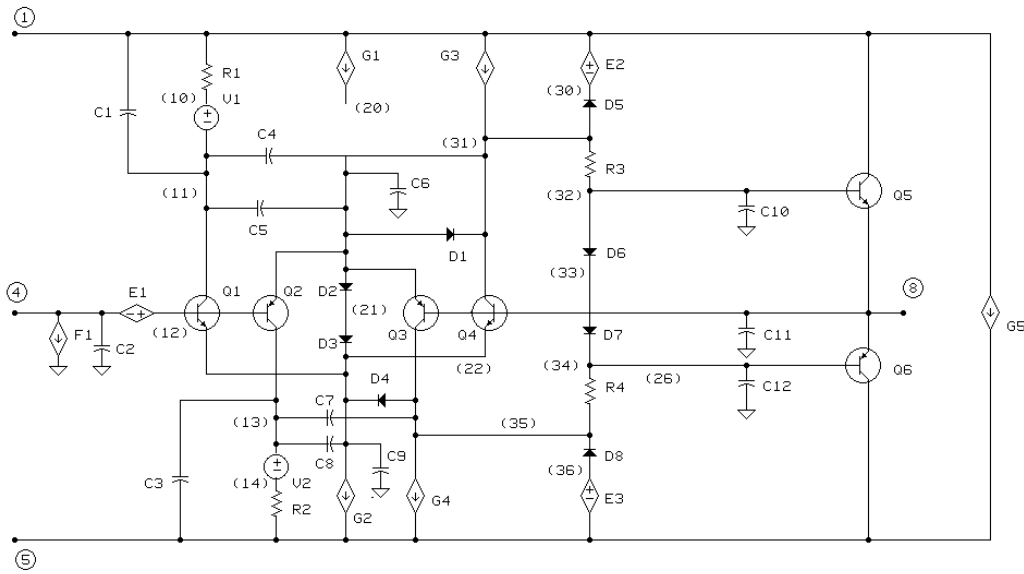 1
G1
G3
E2
R1
(10)
V1
(30)
D5
C1
(20)
C4
(31)
R3
(11)
C6
(32)
Q5
C5
C10
D1
D6
(33)
4
E1
Q1
Q2
D2
(21)
8
F1
(12)
C2
D3
Q3
Q4
D7
C11
G5
(22)
(34)
(26)
Q6
D4
R4
C12
C7
(13)
(35)
C8
C9
D8
C3
(14)
V2
(36)
R2
G2
G4
E3
5